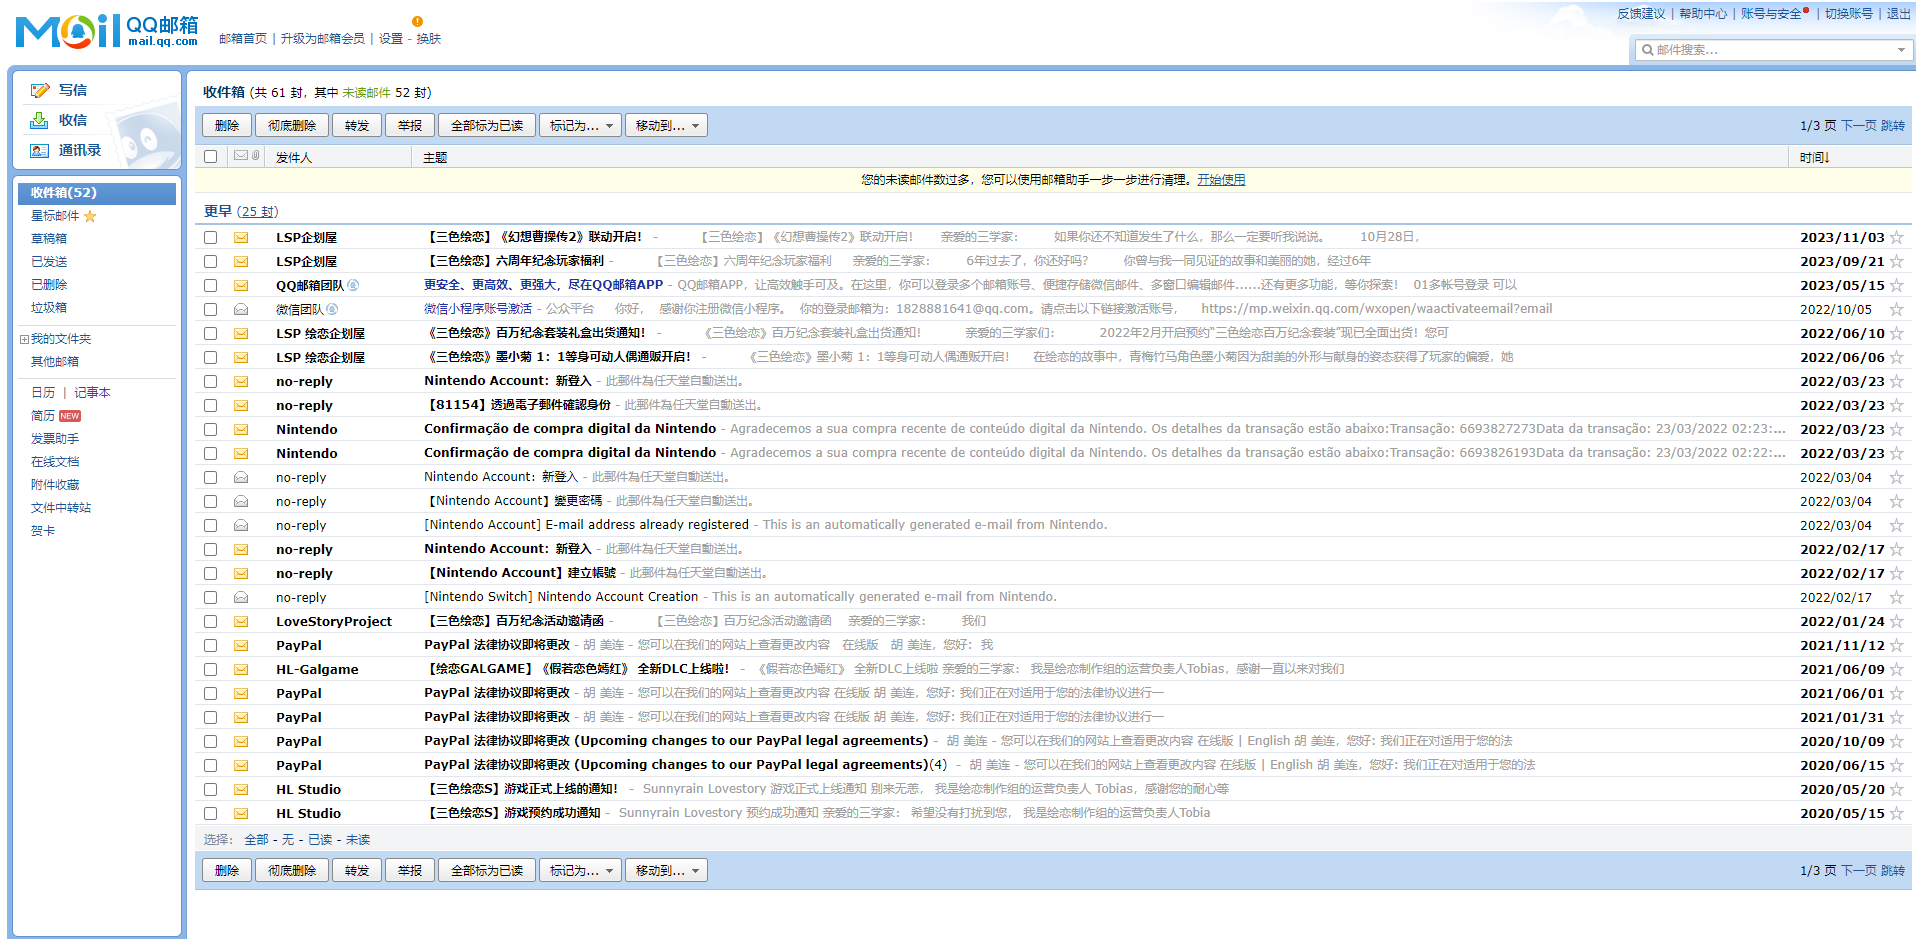 Mail QQ邮箱 mail.qq.com
邮箱首页 | 升级为邮箱会员 | 设置 - 换肤
反馈建议 | 帮助中心 | 账号与安全 | 切换账号 | 退出
邮件搜索...
写信
收信
通讯录
收件箱(52)
星标邮件
草稿箱
已发送
已删除
垃圾箱
我的文件夹
其他邮箱
日历 | 记事本
简历 NEW
发票助手
在线文档
附件收藏
文件中转站
贺卡
收件箱 (共 61 封，其中 未读邮件 52 封)
删除 彻底删除 转发 举报 全部标为已读 标记为... 移动到... 1/3 页 下一页 跳转
发件人 主题 时间↓
您的未读邮件数过多，您可以使用邮箱助手一步一步进行清理。开始使用
更早 (25 封)
LSP企划屋 【三色绘恋】《幻想曹操传2》联动开启！ - 【三色绘恋】《幻想曹操传2》联动开启！ 亲爱的三学家： 如果你还不知道发生了什么，那么一定要听我说说。 10月28日， 2023/11/03
LSP企划屋 【三色绘恋】六周年纪念玩家福利 - 【三色绘恋】六周年纪念玩家福利 亲爱的三学家： 6年过去了，你还好吗？ 你曾与我一同见证的故事和美丽的她，经过6年 2023/09/21
QQ邮箱团队 更安全、更高效、更强大，尽在QQ邮箱APP - QQ邮箱APP，让高效触手可及。在这里，你可以登录多个邮箱账号、便捷存储微信邮件、多窗口编辑邮件......还有更多功能，等你探索！ 01多帐号登录 可以 2023/05/15
微信团队 微信小程序账号激活 - 公众平台 你好， 感谢你注册微信小程序。 你的登录邮箱为：1828881641@qq.com。请点击以下链接激活账号， https://mp.weixin.qq.com/wxopen/waactivateemail?email 2022/10/05
LSP 绘恋企划屋 《三色绘恋》百万纪念套装礼盒出货通知！ - 《三色绘恋》百万纪念套装礼盒出货通知！ 亲爱的三学家们： 2022年2月开启预约“三色绘恋百万纪念套装”现已全面出货！您可 2022/06/10
LSP 绘恋企划屋 《三色绘恋》墨小菊 1：1等身可动人偶通贩开启！ - 《三色绘恋》墨小菊 1：1等身可动人偶通贩开启！ 在绘恋的故事中，青梅竹马角色墨小菊因为甜美的外形与献身的姿态获得了玩家的偏爱，她 2022/06/06
no-reply Nintendo Account：新登入 - 此郵件為任天堂自動送出。 2022/03/23
no-reply 【81154】透過電子郵件確認身份 - 此郵件為任天堂自動送出。 2022/03/23
Nintendo Confirmação de compra digital da Nintendo - Agradecemos a sua compra recente de conteúdo digital da Nintendo. Os detalhes da transação estão abaixo:Transação: 6693827273Data da transação: 23/03/2022 02:23:... 2022/03/23
Nintendo Confirmação de compra digital da Nintendo - Agradecemos a sua compra recente de conteúdo digital da Nintendo. Os detalhes da transação estão abaixo:Transação: 6693826193Data da transação: 23/03/2022 02:22:... 2022/03/23
no-reply Nintendo Account：新登入 - 此郵件為任天堂自動送出。 2022/03/04
no-reply 【Nintendo Account】變更密碼 - 此郵件為任天堂自動送出。 2022/03/04
no-reply [Nintendo Account] E-mail address already registered - This is an automatically generated e-mail from Nintendo. 2022/03/04
no-reply Nintendo Account：新登入 - 此郵件為任天堂自動送出。 2022/02/17
no-reply 【Nintendo Account】建立帳號 - 此郵件為任天堂自動送出。 2022/02/17
no-reply [Nintendo Switch] Nintendo Account Creation - This is an automatically generated e-mail from Nintendo. 2022/02/17
LoveStoryProject 【三色绘恋】百万纪念活动邀请函 - 【三色绘恋】百万纪念活动邀请函 亲爱的三学家： 我们 2022/01/24
PayPal PayPal 法律协议即将更改 - 胡 美连 - 您可以在我们的网站上查看更改内容 在线版 胡 美连，您好：我 2021/11/12
HL-Galgame 【绘恋GALGAME】《假若恋色嫣红》 全新DLC上线啦！ - 《假若恋色嫣红》 全新DLC上线啦 亲爱的三学家： 我是绘恋制作组的运营负责人Tobias，感谢一直以来对我们 2021/06/09
PayPal PayPal 法律协议即将更改 - 胡 美连 - 您可以在我们的网站上查看更改内容 在线版 胡 美连，您好: 我们正在对适用于您的法律协议进行一 2021/06/01
PayPal PayPal 法律协议即将更改 - 胡 美连 - 您可以在我们的网站上查看更改内容 在线版 胡 美连，您好: 我们正在对适用于您的法律协议进行一 2021/01/31
PayPal PayPal 法律协议即将更改 (Upcoming changes to our PayPal legal agreements) - 胡 美连 - 您可以在我们的网站上查看更改内容 在线版 | English 胡 美连，您好: 我们正在对适用于您的法 2020/10/09
PayPal PayPal 法律协议即将更改 (Upcoming changes to our PayPal legal agreements)(4) - 胡 美连 - 您可以在我们的网站上查看更改内容 在线版 | English 胡 美连，您好: 我们正在对适用于您的法 2020/06/15
HL Studio 【三色绘恋S】游戏正式上线的通知！ - Sunnyrain Lovestory 游戏正式上线通知 别来无恙， 我是绘恋制作组的运营负责人 Tobias，感谢您的耐心等 2020/05/20
HL Studio 【三色绘恋S】游戏预约成功通知 - Sunnyrain Lovestory 预约成功通知 亲爱的三学家： 希望没有打扰到您， 我是绘恋制作组的运营负责人Tobia 2020/05/15
选择： 全部 - 无 - 已读 - 未读
删除 彻底删除 转发 举报 全部标为已读 标记为... 移动到... 1/3 页 下一页 跳转